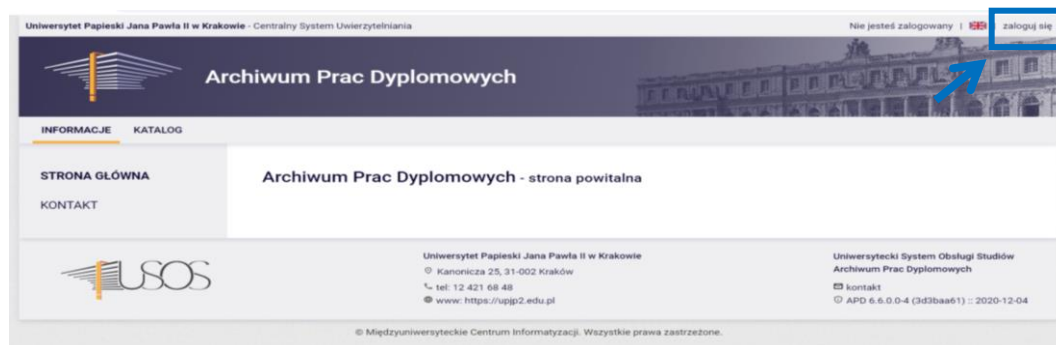 Uniwersytet Papieski Jana Pawła II w Krakowie - Centralny System Uwierzytelniania
Nie jesteś zalogowany | | zaloguj się
Archiwum Prac Dyplomowych
INFORMACJE KATALOG
STRONA GŁÓWNA
KONTAKT
Archiwum Prac Dyplomowych - strona powitalna
USOS
Uniwersytet Papieski Jana Pawła II w Krakowie
Kanonicza 25, 31-002 Kraków
tel: 12 421 68 48
www: https://upjp2.edu.pl
Uniwersytecki System Obsługi Studiów
Archiwum Prac Dyplomowych
kontakt
APD 6.6.0.0-4 (3d3baa61) :: 2020-12-04
© Międzyuniwersyteckie Centrum Informatyzacji. Wszystkie prawa zastrzeżone.